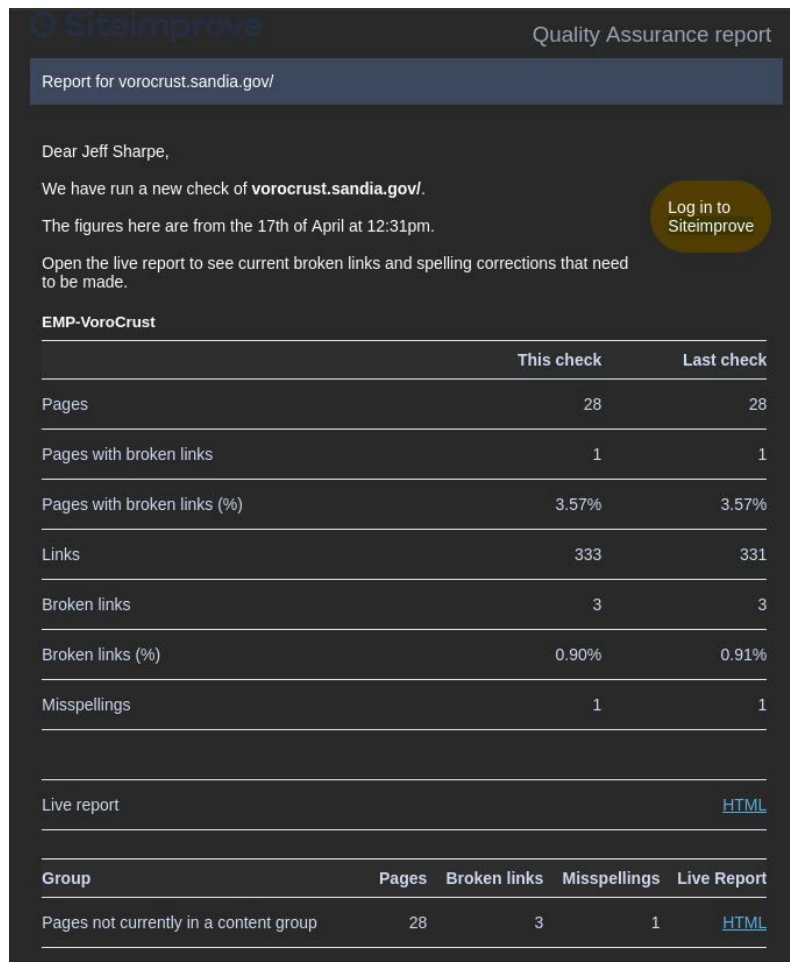 Siteimprove
Quality Assurance report
Report for vorocrust.sandia.gov/
Dear Jeff Sharpe,
We have run a new check of vorocrust.sandia.gov/.
The figures here are from the 17th of April at 12:31pm.
Log in to
Siteimprove
Open the live report to see current broken links and spelling corrections that need
to be made.
EMP-VoroCrust
This check Last check
Pages 28 28
Pages with broken links 1 1
Pages with broken links (%) 3.57% 3.57%
Links 333 331
Broken links 3 3
Broken links (%) 0.90% 0.91%
Misspellings 1 1
Live report HTML
Group Pages Broken links Misspellings Live Report
Pages not currently in a content group 28 3 1 HTML